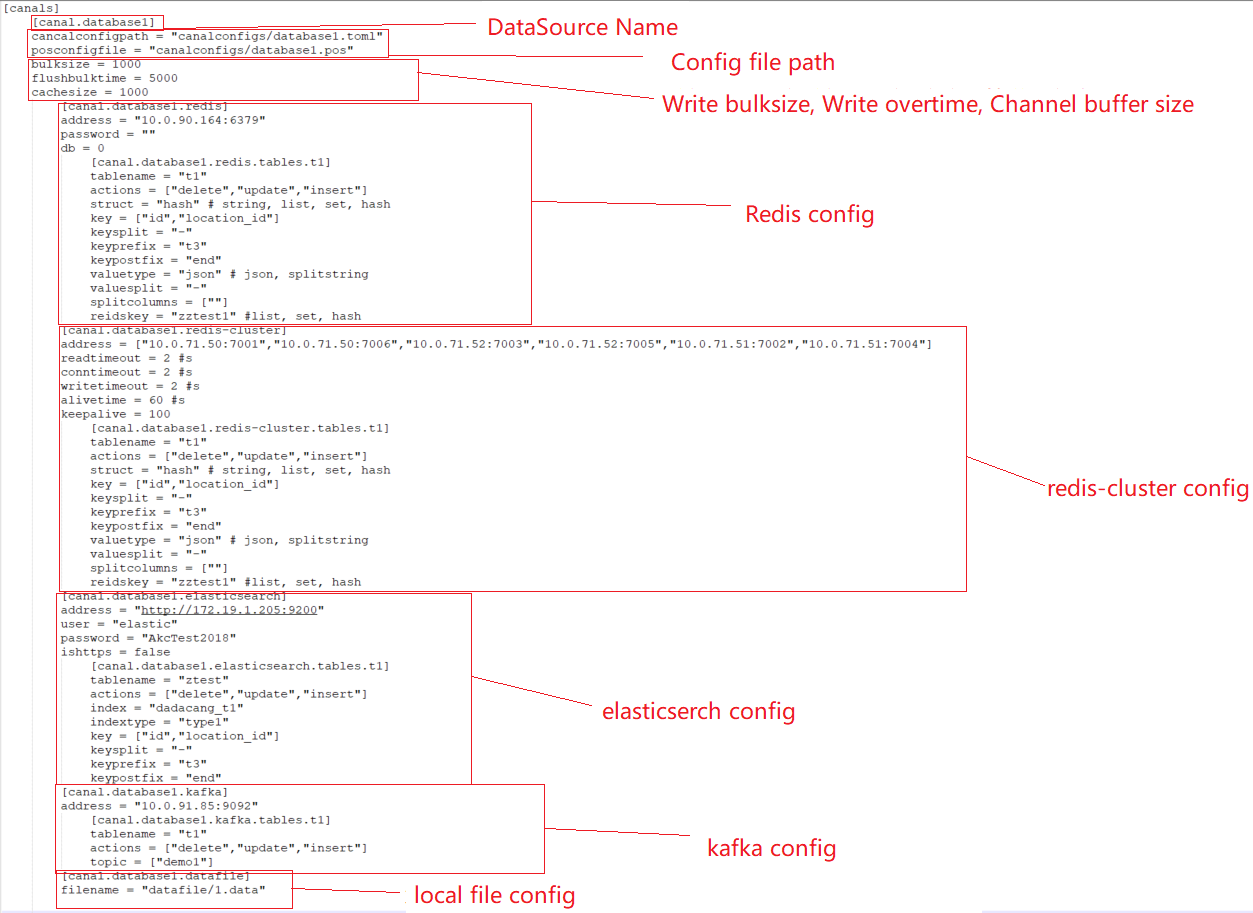 [canals]
[canal.database1]
DataSource Name
cancalconfigpath = "canalconfigs/database1.toml"
posconfigfile = "canalconfigs/database1.pos"
Config file path
bulksize = 1000
flushbulktime = 5000
cachesize = 1000
Write bulksize, Write overtime, Channel buffer size
[canal.database1.redis]
address = "10.0.90.164:6379"
password = ""
db = 0
[canal.database1.redis.tables.t1]
tablename = "t1"
actions = ["delete","update","insert"]
struct = "hash" # string, list, set, hash
key = ["id","location_id"]
keysplit = "-"
keyprefix = "t3"
keypostfix = "end"
valuetype = "json" # json, splitstring
valuesplit = "-"
splitcolumns = [""]
reidskey = "zztest1" #list, set, hash
Redis config
[canal.database1.redis-cluster]
address = ["10.0.71.50:7001","10.0.71.50:7006","10.0.71.52:7003","10.0.71.52:7005","10.0.71.51:7002","10.0.71.51:7004"]
readtimeout = 2 #s
conntimeout = 2 #s
writetimeout = 2 #s
alivetime = 60 #s
keepalive = 100
[canal.database1.redis-cluster.tables.t1]
tablename = "t1"
actions = ["delete","update","insert"]
struct = "hash" # string, list, set, hash
key = ["id","location_id"]
keysplit = "-"
keyprefix = "t3"
keypostfix = "end"
valuetype = "json" # json, splitstring
valuesplit = "-"
splitcolumns = [""]
reidskey = "zztest1" #list, set, hash
redis-cluster config
[canal.database1.elasticsearch]
address = "http://172.19.1.205:9200"
user = "elastic"
password = "AkcTest2018"
ishttps = false
[canal.database1.elasticsearch.tables.t1]
tablename = "ztest"
actions = ["delete","update","insert"]
index = "dadacang_t1"
indextype = "type1"
key = ["id","location_id"]
keysplit = "-"
keyprefix = "t3"
keypostfix = "end"
elasticserch config
[canal.database1.kafka]
address = "10.0.91.85:9092"
[canal.database1.kafka.tables.t1]
tablename = "t1"
actions = ["delete","update","insert"]
topic = ["demo1"]
kafka config
[canal.database1.datafile]
filename = "datafile/1.data"
local file config